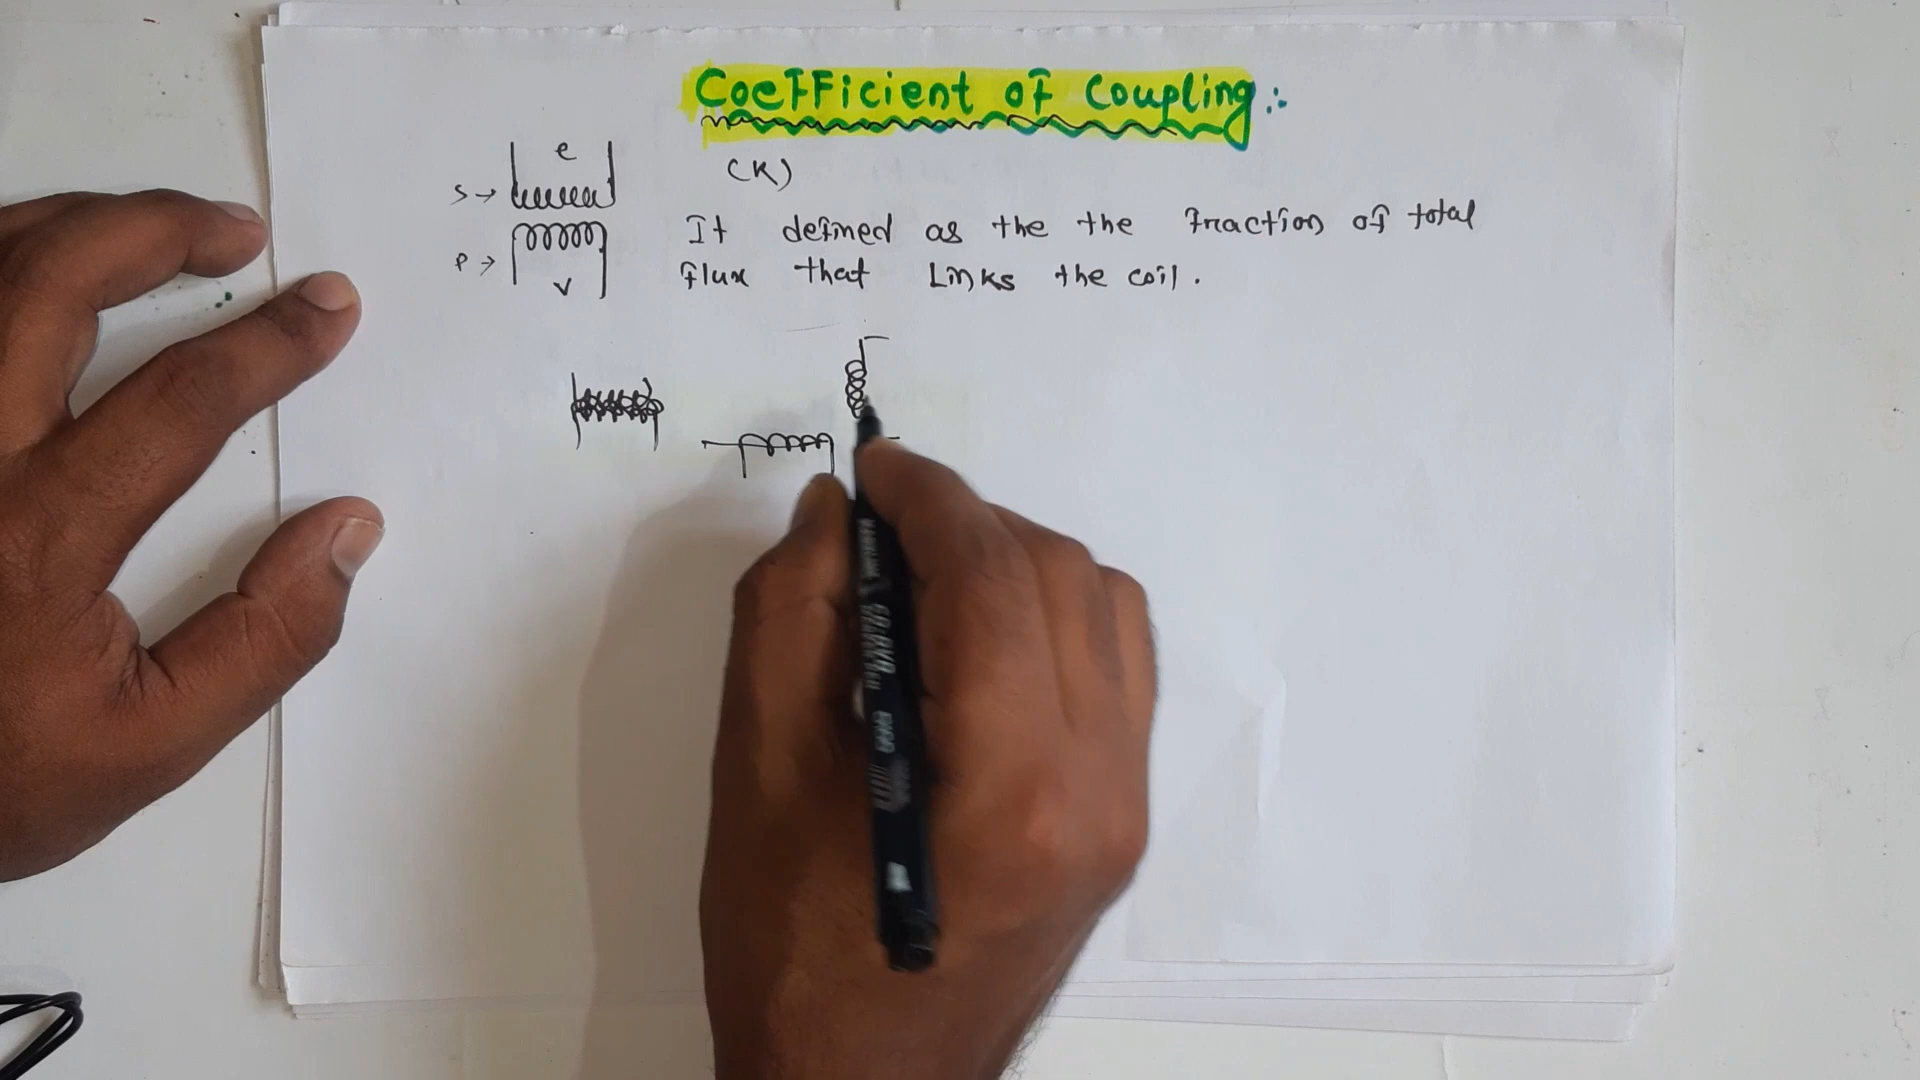 Coefficient of Coupling:
e
(K)
S →
It defined as the the fraction of total
P →
flux that Links the coil.
v